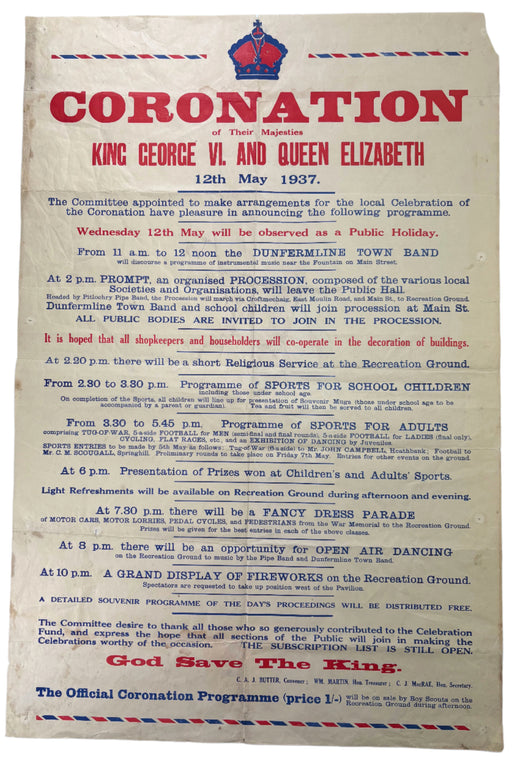 CORONATION
of Their Majesties
KING GEORGE VI. AND QUEEN ELIZABETH
12th May 1937.
The Committee appointed to make arrangements for the local Celebration of
the Coronation have pleasure in announcing the following programme.
Wednesday 12th May will be observed as a Public Holiday.
From 11 a.m. to 12 noon the DUNFERMLINE TOWN BAND
will discourse a programme of instrumental music near the Fountain on Main Street.
At 2 p.m. PROMPT, an organised PROCESSION, composed of the various local
Societies and Organisations, will leave the Public Hall.
Headed by Pitlochry Pipe Band, the Procession will march via Croftmechaig, East Moulin Road, and Main St., to Recreation Ground.
Dunfermline Town Band and school children will join procession at Main St.
ALL PUBLIC BODIES ARE INVITED TO JOIN IN THE PROCESSION.
It is hoped that all shopkeepers and householders will co-operate in the decoration of buildings.
At 2.20 p.m. there will be a short Religious Service at the Recreation Ground.
From 2.30 to 3.30 p.m. Programme of SPORTS FOR SCHOOL CHILDREN
including those under school age.
On completion of the Sports, all children will line up for presentation of Souvenir Mugs (those under school age to be
accompanied by a parent or guardian). Tea and fruit will then be served to all children.
From 3.30 to 5.45 p.m. Programme of SPORTS FOR ADULTS
comprising TUG-OF-WAR, 5-a-side FOOTBALL for MEN (semi-final and final rounds), 5-a-side FOOTBALL for LADIES (final only),
CYCLING, FLAT RACES, etc., and an EXHIBITION OF DANCING by Juveniles.
SPORTS ENTRIES to be made by 5th May as follows: Tug-of-War (6-a-side) to Mr. JOHN CAMPBELL, Heathbank; Football to
Mr. C. M. SCOUGALL, Springhill. Preliminary rounds to take place on Friday 7th May. Entries for other events on the ground.
At 6 p.m. Presentation of Prizes won at Children's and Adults' Sports.
Light Refreshments will be available on Recreation Ground during afternoon and evening.
At 7.30 p.m. there will be a FANCY DRESS PARADE
of MOTOR CARS, MOTOR LORRIES, PEDAL CYCLES, and PEDESTRIANS from the War Memorial to the Recreation Ground.
Prizes will be given for the best entries in each of the above classes.
At 8 p.m. there will be an opportunity for OPEN AIR DANCING
on the Recreation Ground to music by the Pipe Band and Dunfermline Town Band.
At 10 p.m. A GRAND DISPLAY OF FIREWORKS on the Recreation Ground.
Spectators are requested to take up position west of the Pavilion.
A DETAILED SOUVENIR PROGRAMME OF THE DAY'S PROCEEDINGS WILL BE DISTRIBUTED FREE.
The Committee desire to thank all those who so generously contributed to the Celebration
Fund, and express the hope that all sections of the Public will join in making the
Celebrations worthy of the occasion. THE SUBSCRIPTION LIST IS STILL OPEN.
God Save The King.
C. A. J. BUTTER, Convener; WM. MARTIN, Hon. Treasurer; C. J. MacRAE, Hon. Secretary.
The Official Coronation Programme (price 1/-) will be on sale by Boy Scouts on the
Recreation Ground during afternoon.